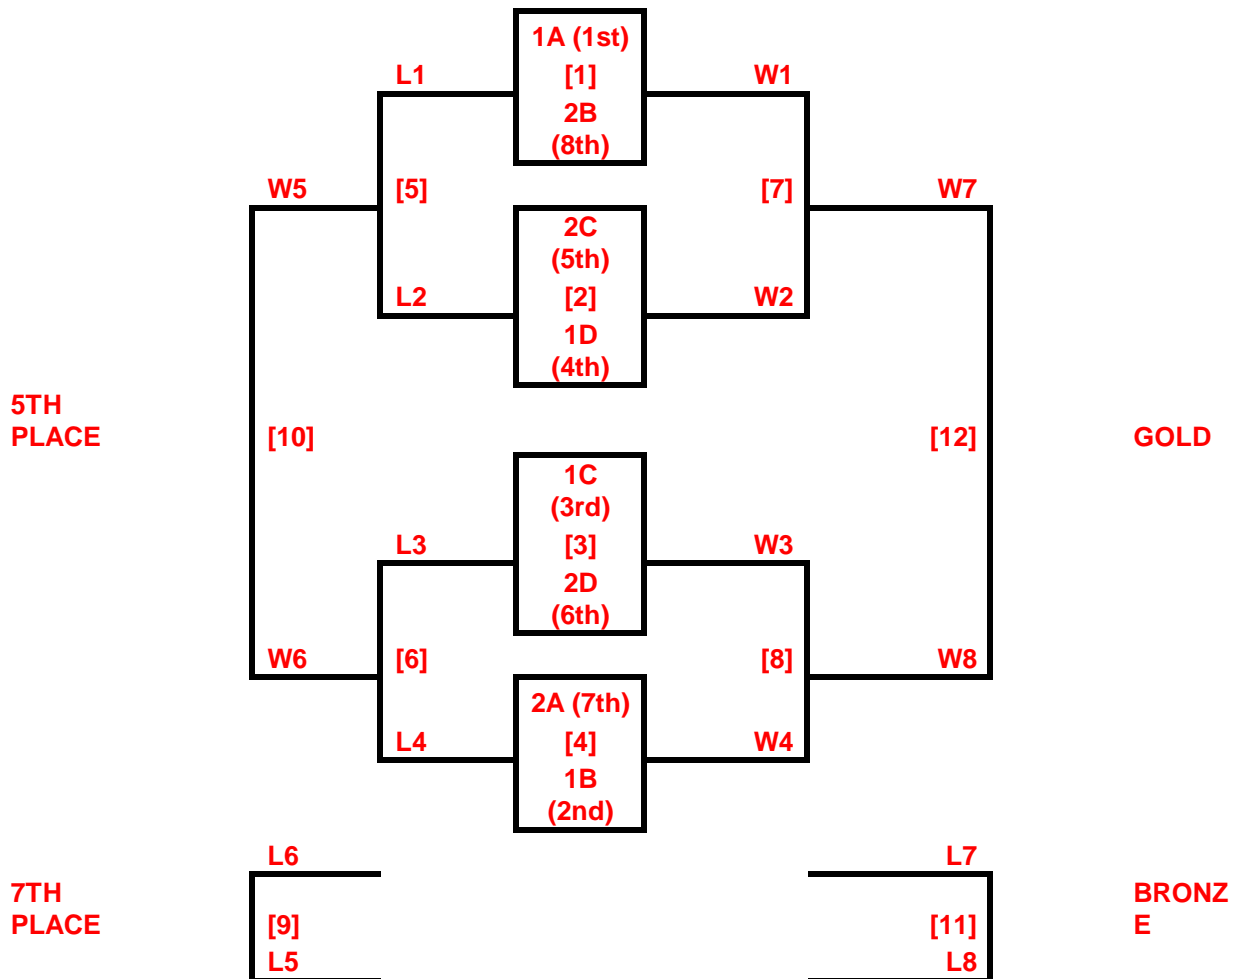 1A (1st)
L1
[1]
W1
2B
(8th)
W5
[5]
[7]
W7
2C
(5th)
L2
[2]
W2
1D
(4th)
5TH
PLACE
[10]
[12]
GOLD
1C
(3rd)
L3
[3]
W3
2D
(6th)
W6
[6]
[8]
W8
2A (7th)
L4
[4]
W4
1B
(2nd)
L6
L7
7TH
PLACE
[9]
[11]
BRONZ
E
L5
L8